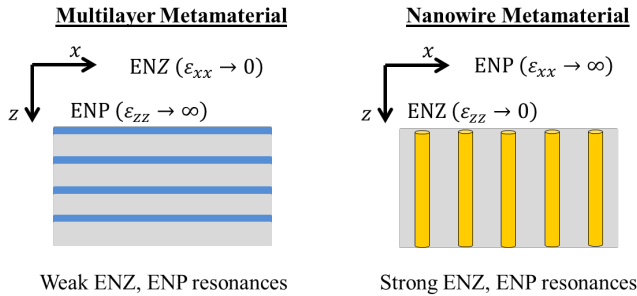 Multilayer Metamaterial
x
ENZ (ε_xx → 0)
z
ENP (ε_zz → ∞)
Weak ENZ, ENP resonances
Nanowire Metamaterial
x
ENP (ε_xx → ∞)
z
ENZ (ε_zz → 0)
Strong ENZ, ENP resonances